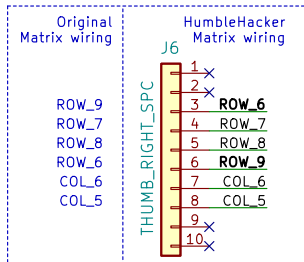 Original
Matrix wiring
HumbleHacker
Matrix wiring
J6
THUMB_RIGHT_SPC
1
2
ROW_9 3 ROW_6
ROW_7 4 ROW_7
ROW_8 5 ROW_8
ROW_6 6 ROW_9
COL_6 7 COL_6
COL_5 8 COL_5
9
10